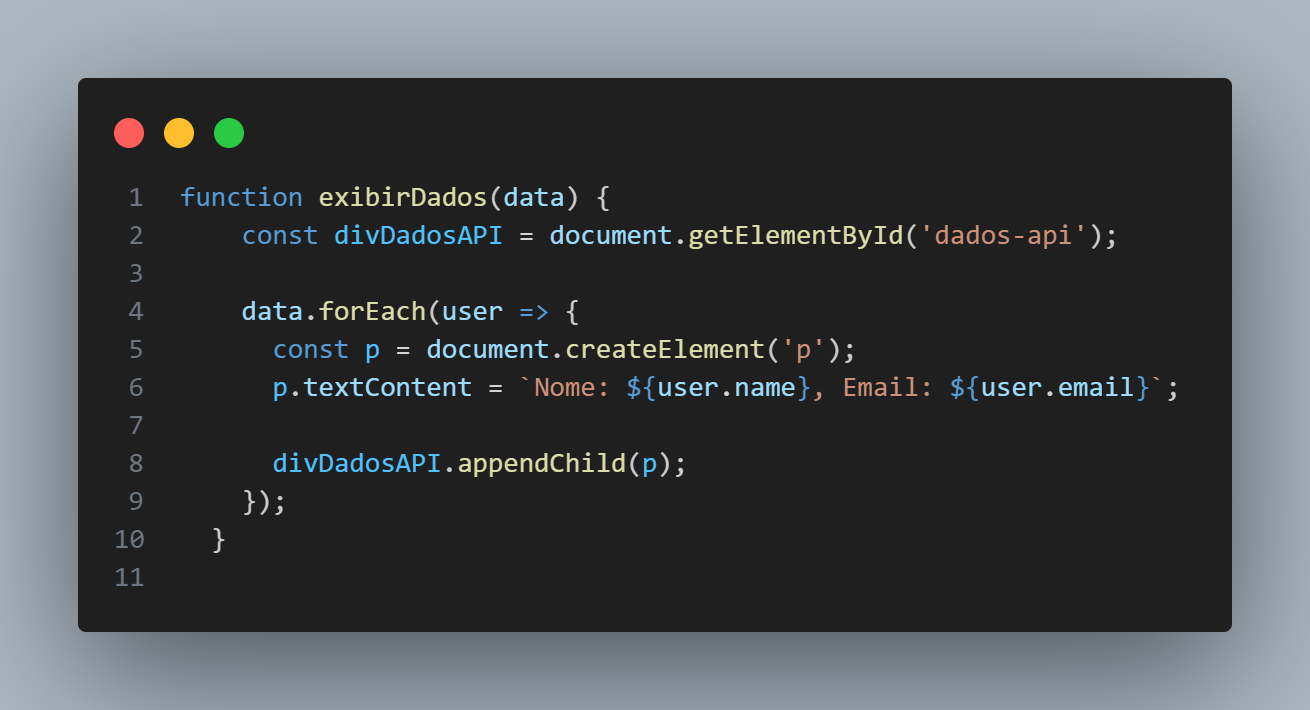 1 function exibirDados(data) {
2     const divDadosAPI = document.getElementById('dados-api');
3
4     data.forEach(user => {
5       const p = document.createElement('p');
6       p.textContent = `Nome: ${user.name}, Email: ${user.email}`;
7
8       divDadosAPI.appendChild(p);
9     });
10   }
11